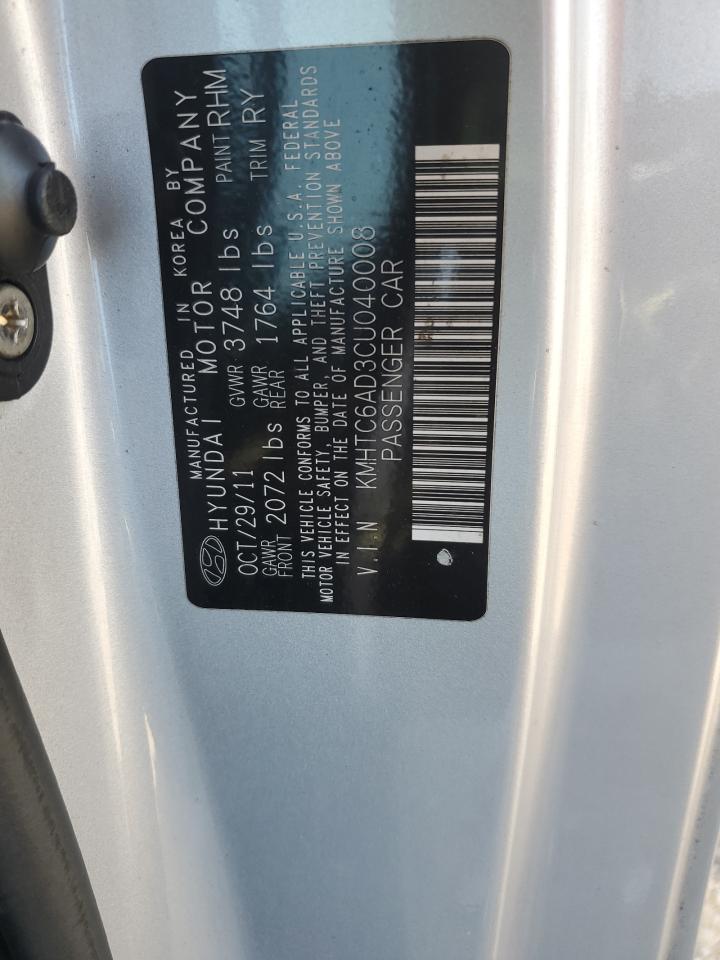 MANUFACTURED IN KOREA BY
HYUNDAI MOTOR COMPANY
OCT/29/11 GVWR 3748 lbs PAINT RHM
GAWR FRONT 2072 lbs GAWR REAR 1764 lbs TRIM RY
THIS VEHICLE CONFORMS TO ALL APPLICABLE U.S.A. FEDERAL
MOTOR VEHICLE SAFETY, BUMPER, AND THEFT PREVENTION STANDARDS
IN EFFECT ON THE DATE OF MANUFACTURE SHOWN ABOVE
V.I.N KMHTC6AD3CU040008
PASSENGER CAR